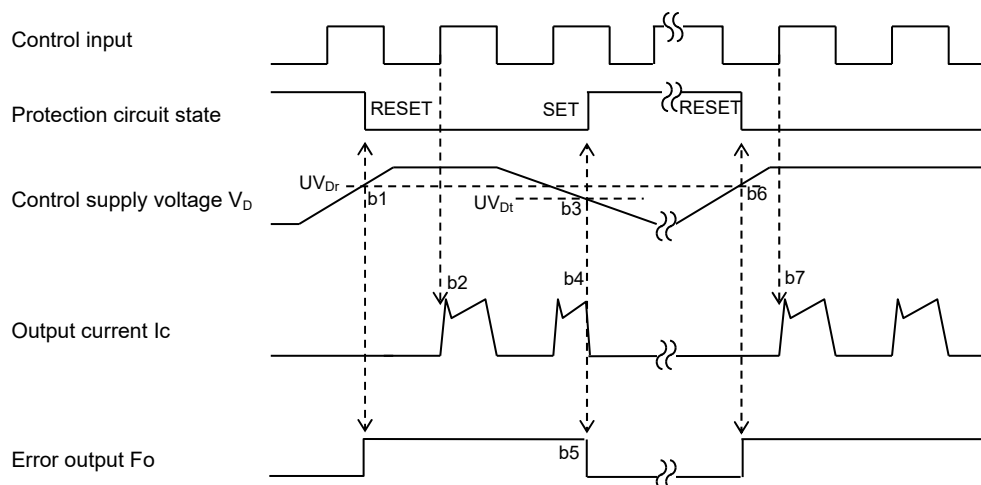 Control input
Protection circuit state
RESET
SET
RESET
Control supply voltage VD
UVDr
b1
UVDt
b3
b6
b2
b4
b7
Output current Ic
Error output Fo
b5